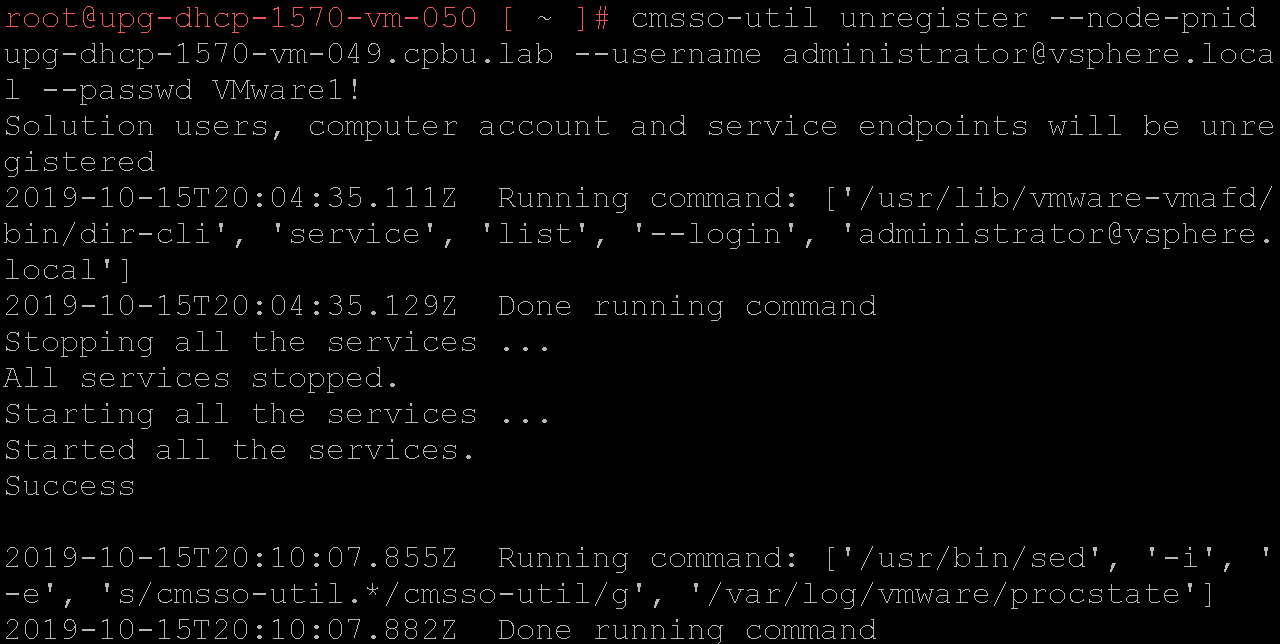 root@upg-dhcp-1570-vm-050 [ ~ ]# cmsso-util unregister --node-pnid
upg-dhcp-1570-vm-049.cpbu.lab --username administrator@vsphere.loca
l --passwd VMware1!
Solution users, computer account and service endpoints will be unre
gistered
2019-10-15T20:04:35.111Z  Running command: ['/usr/lib/vmware-vmafd/
bin/dir-cli', 'service', 'list', '--login', 'administrator@vsphere.
local']
2019-10-15T20:04:35.129Z  Done running command
Stopping all the services ...
All services stopped.
Starting all the services ...
Started all the services.
Success
2019-10-15T20:10:07.855Z  Running command: ['/usr/bin/sed', '-i', '
-e', 's/cmsso-util.*/cmsso-util/g', '/var/log/vmware/procstate']
2019-10-15T20:10:07.882Z  Done running command